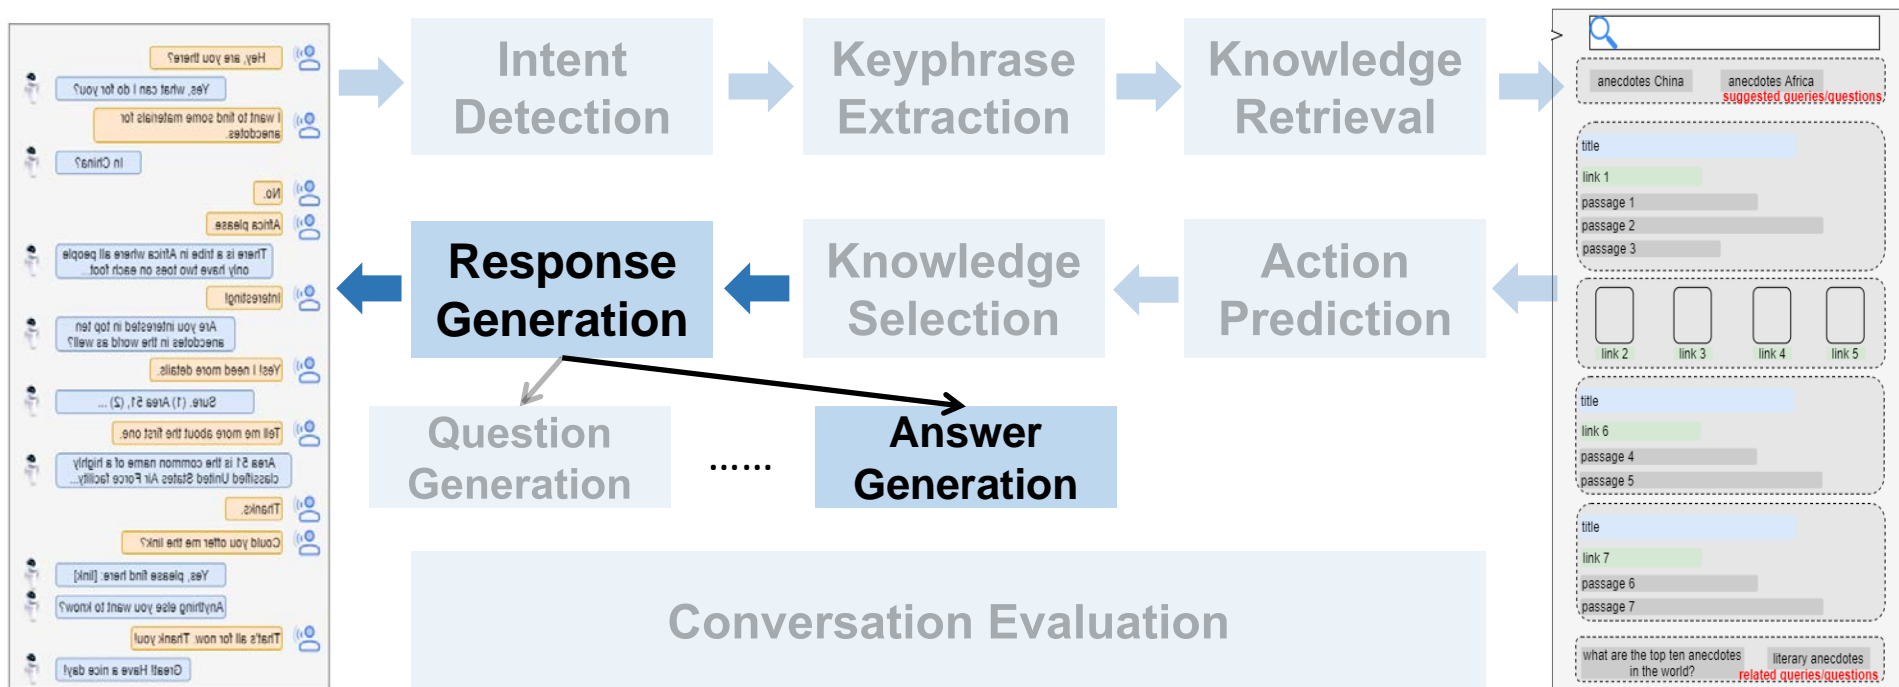 Hey, are you there?
Yes, what can I do for you?
I want to find some materials for
anecdotes.
In China?
No.
Africa please.
There is a tribe in Africa where all people
only have two toes on each foot...
Interesting!
Are you interested in top ten
anecdotes in the world as well?
Yes! I need more details.
Sure. (1) Area 51, (2) ...
Tell me more about the first one.
Area 51 is the common name of a highly
classified United States Air Force facility...
Thanks.
Could you offer me the link?
Yes, please find here: [link]
Anything else you want to know?
That's all for now. Thank you!
Great! Have a nice day!
Intent
Detection
Keyphrase
Extraction
Knowledge
Retrieval
Response
Generation
Knowledge
Selection
Action
Prediction
Question
Generation
......
Answer
Generation
Conversation Evaluation
anecdotes China
anecdotes Africa
suggested queries/questions
title
link 1
passage 1
passage 2
passage 3
link 2
link 3
link 4
link 5
title
link 6
passage 4
passage 5
title
link 7
passage 6
passage 7
what are the top ten anecdotes
in the world?
literary anecdotes
related queries/questions